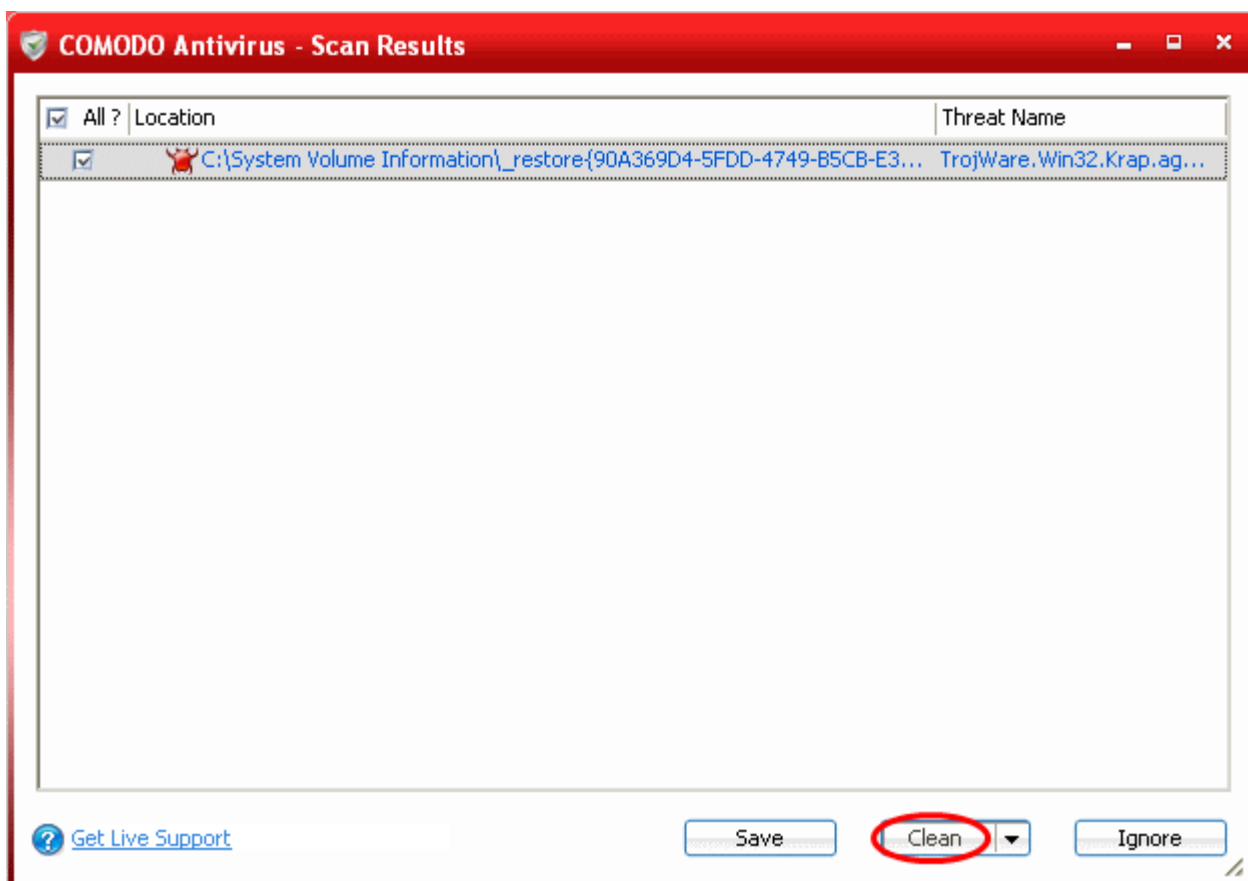 COMODO Antivirus - Scan Results
All ? Location Threat Name
C:\System Volume Information\_restore{90A369D4-5FDD-4749-B5CB-E3... TrojWare.Win32.Krap.ag...
Get Live Support Save Clean Ignore